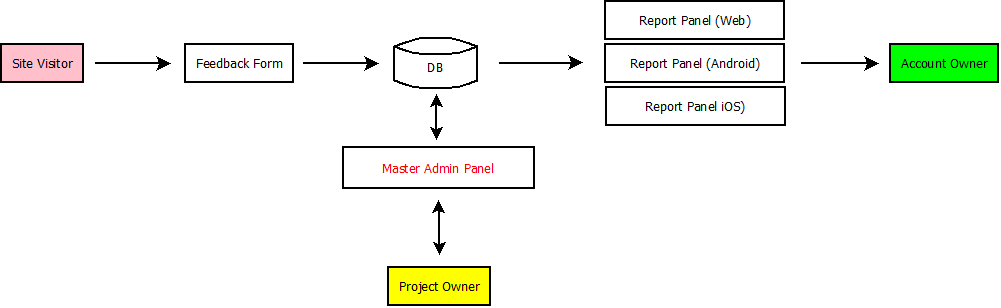 Report Panel (Web)
Site Visitor
Feedback Form
DB
Report Panel (Android)
Account Owner
Report Panel iOS)
Master Admin Panel
Project Owner